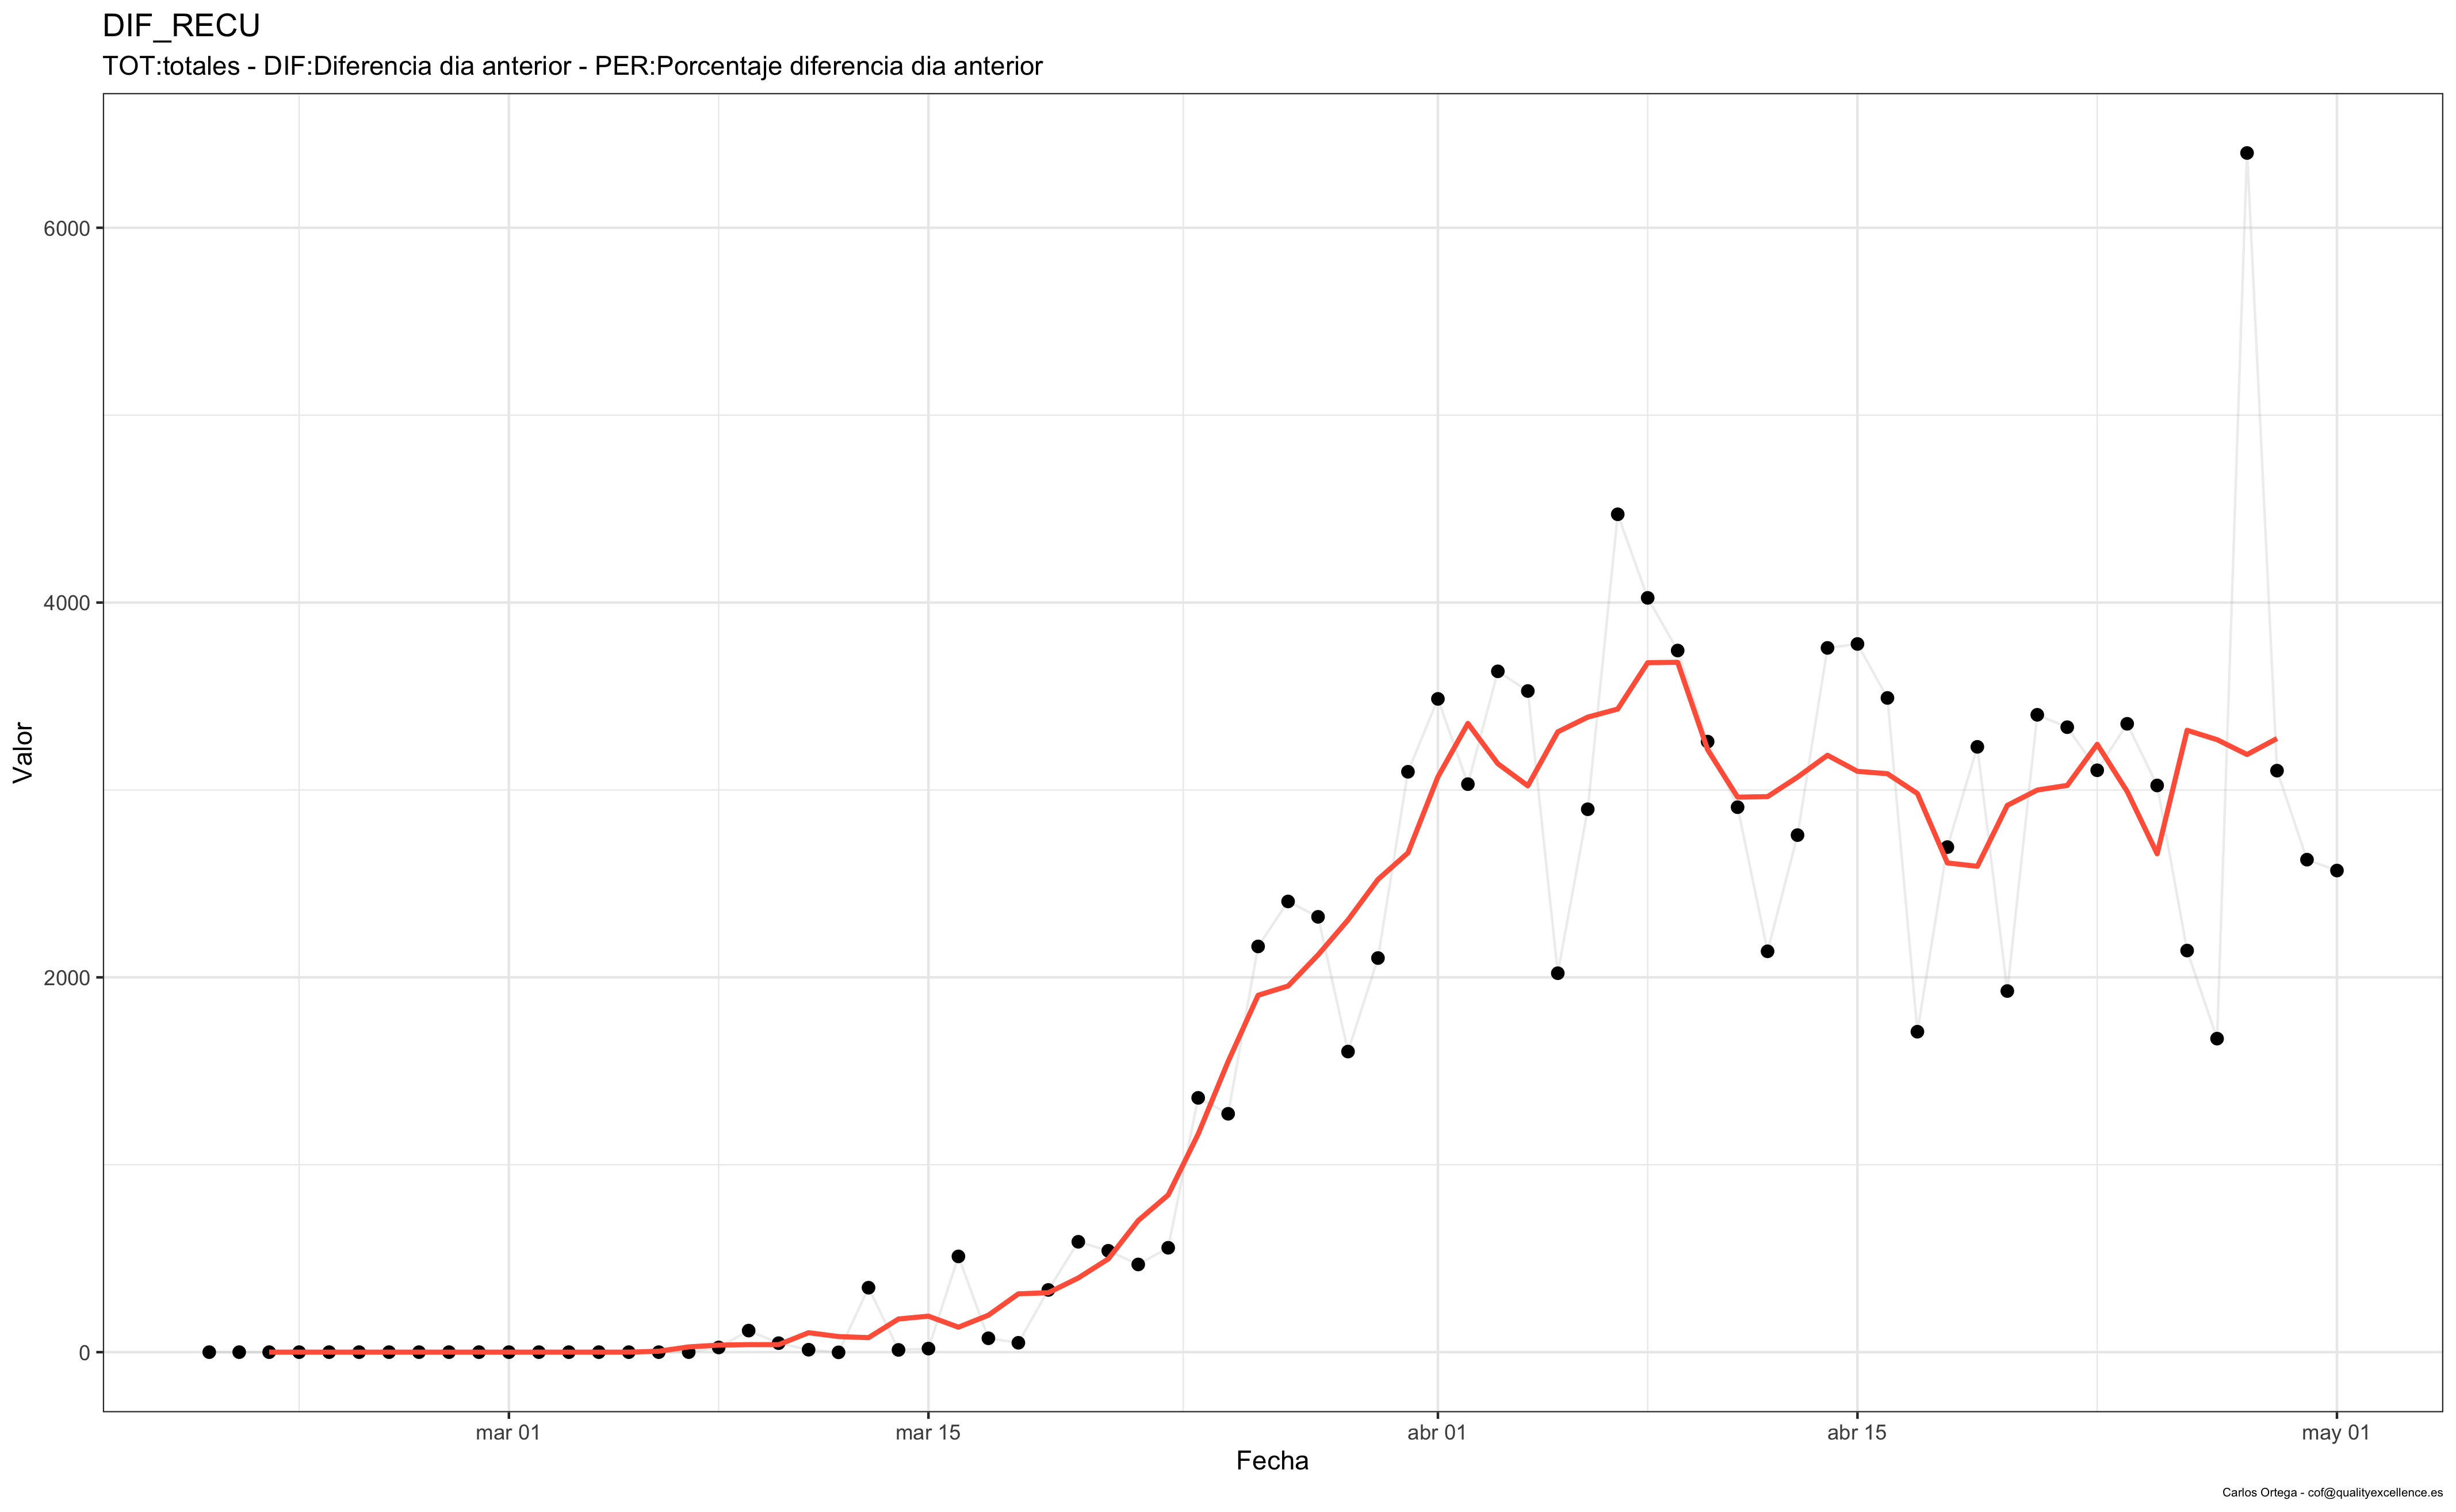 DIF_RECU
TOT:totales - DIF:Diferencia dia anterior - PER:Porcentaje diferencia dia anterior
Valor
6000
4000
2000
0
mar 01
mar 15
abr 01
abr 15
may 01
Fecha
Carlos Ortega - cof@qualityexcellence.es